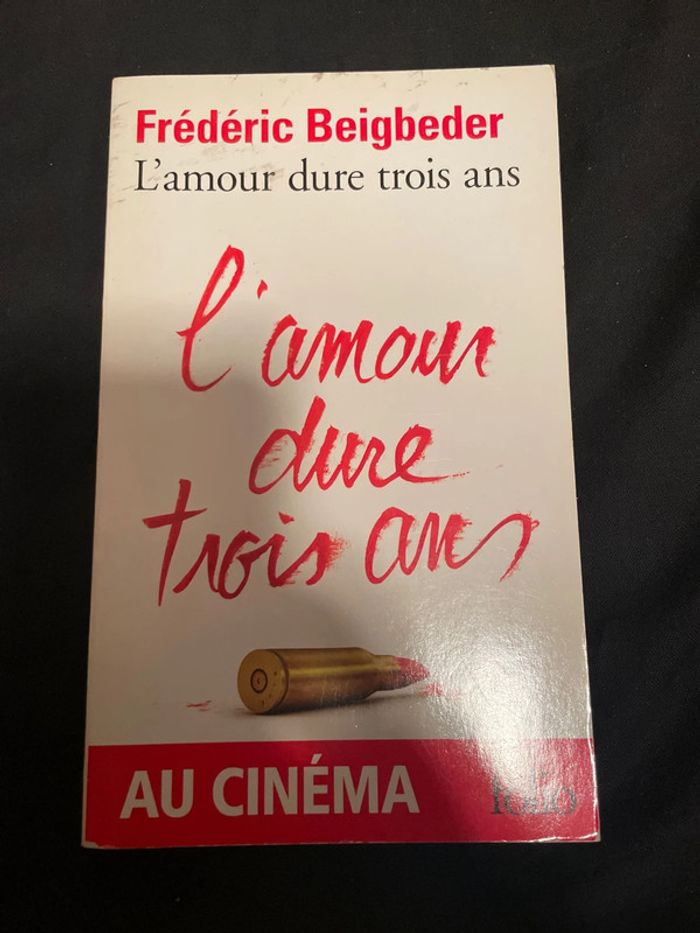 Frédéric Beigbeder
L'amour dure trois ans
l'amour
dure
trois ans
AU CINÉMA
folio